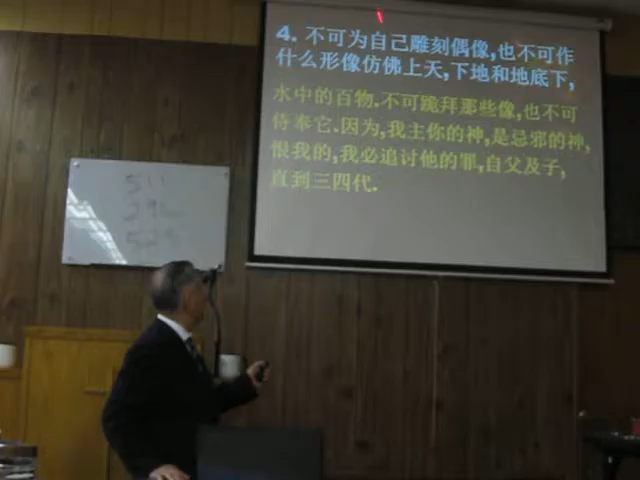 4. 不可为自己雕刻偶像,也不可作
什么形像仿佛上天,下地和地底下,
水中的百物.不可跪拜那些像,也不可
侍奉它.因为,我主你的神,是忌邪的神,
恨我的,我必追讨他的罪,自父及子,
直到三四代.
511